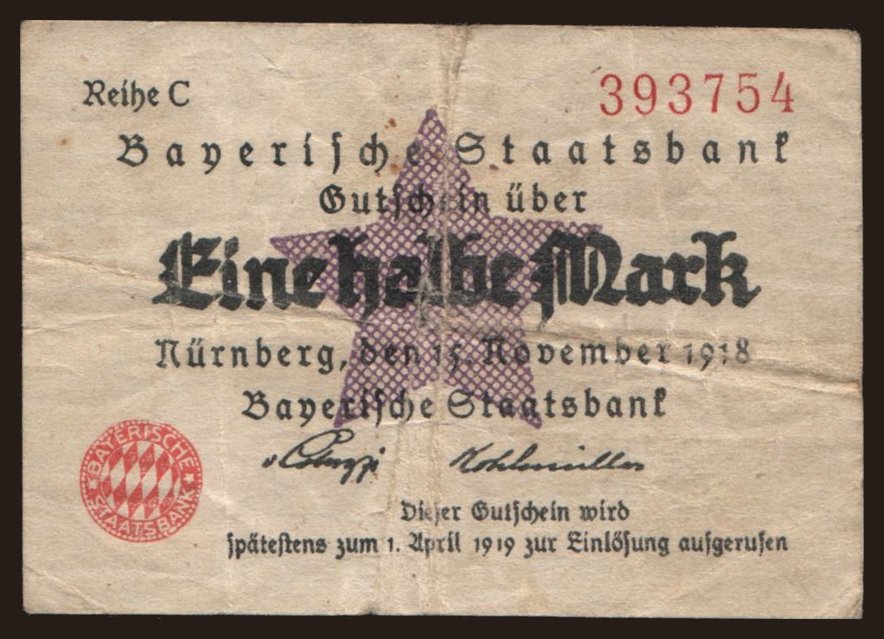 Reihe C
393754
Bayerische Staatsbank
Gutschein über
Eine halbe Mark
Nürnberg, den 15. November 1918
Bayerische Staatsbank
BAYERISCHE
STAATSBANK
Dieser Gutschein wird
spätestens zum 1. April 1919 zur Einlösung aufgerufen